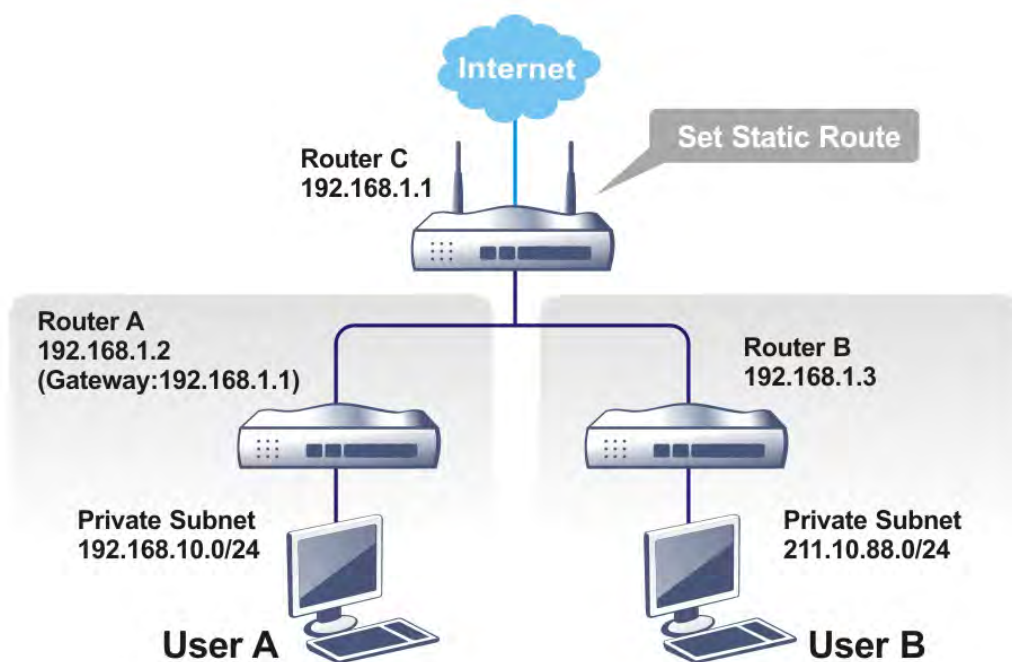 Internet
Set Static Route
Router C
192.168.1.1
Router A
192.168.1.2
(Gateway:192.168.1.1)
Router B
192.168.1.3
Private Subnet
192.168.10.0/24
Private Subnet
211.10.88.0/24
User A
User B